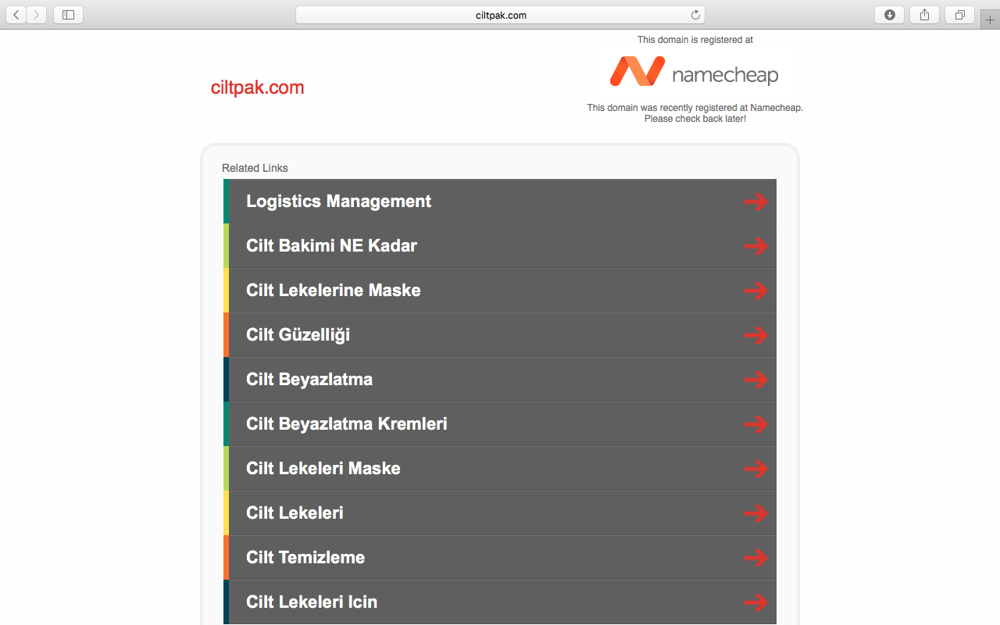 ciltpak.com
This domain is registered at
namecheap
ciltpak.com
This domain was recently registered at Namecheap.
Please check back later!
Related Links
Logistics Management
Cilt Bakimi NE Kadar
Cilt Lekelerine Maske
Cilt Güzelliği
Cilt Beyazlatma
Cilt Beyazlatma Kremleri
Cilt Lekeleri Maske
Cilt Lekeleri
Cilt Temizleme
Cilt Lekeleri Icin